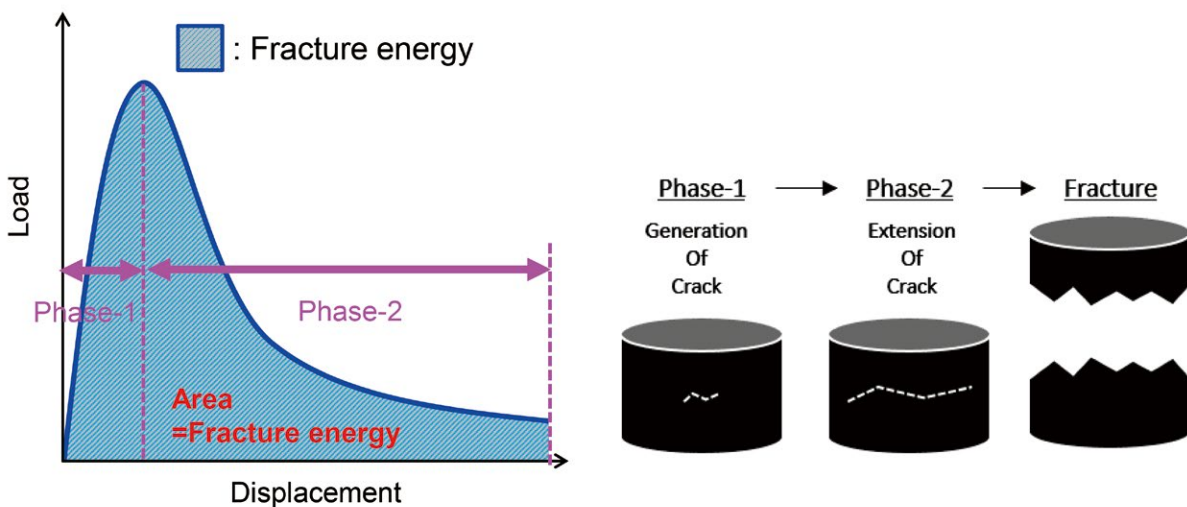 : Fracture energy
Load
Phase-1
Phase-2
Area
=Fracture energy
Displacement
Phase-1
Phase-2
Fracture
Generation
Of
Crack
Extension
Of
Crack